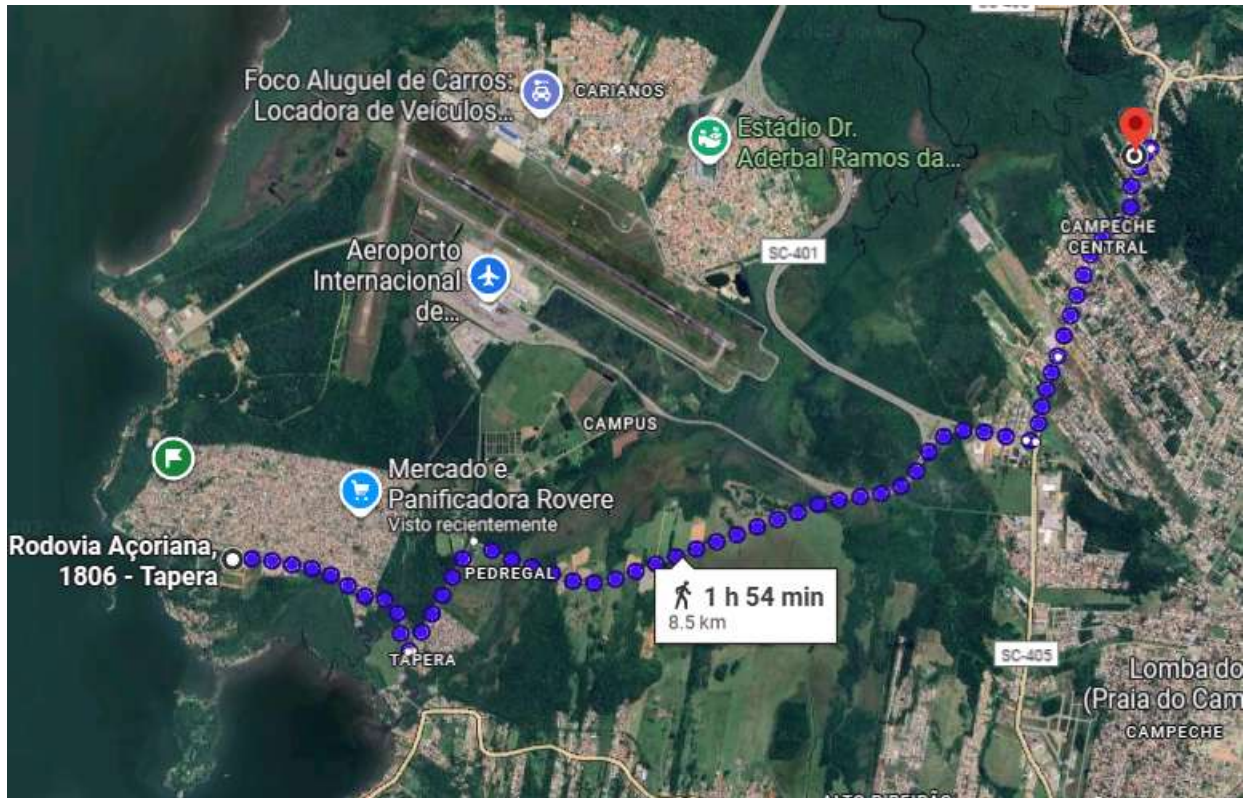 Foco Aluguel de Carros:
Locadora de Veículos...
CARIANOS
Estádio Dr.
Aderbal Ramos da...
SC-401
CAMPECHE
CENTRAL
Aeroporto
Internacional
de...
CAMPUS
Mercado e
Panificadora Rovere
Visto recientemente
Rodovia Açoriana,
1806 - Tapera
PEDREGAL
1 h 54 min
8.5 km
TAPERA
SC-405
Lomba do
(Praia do Cam
CAMPECHE